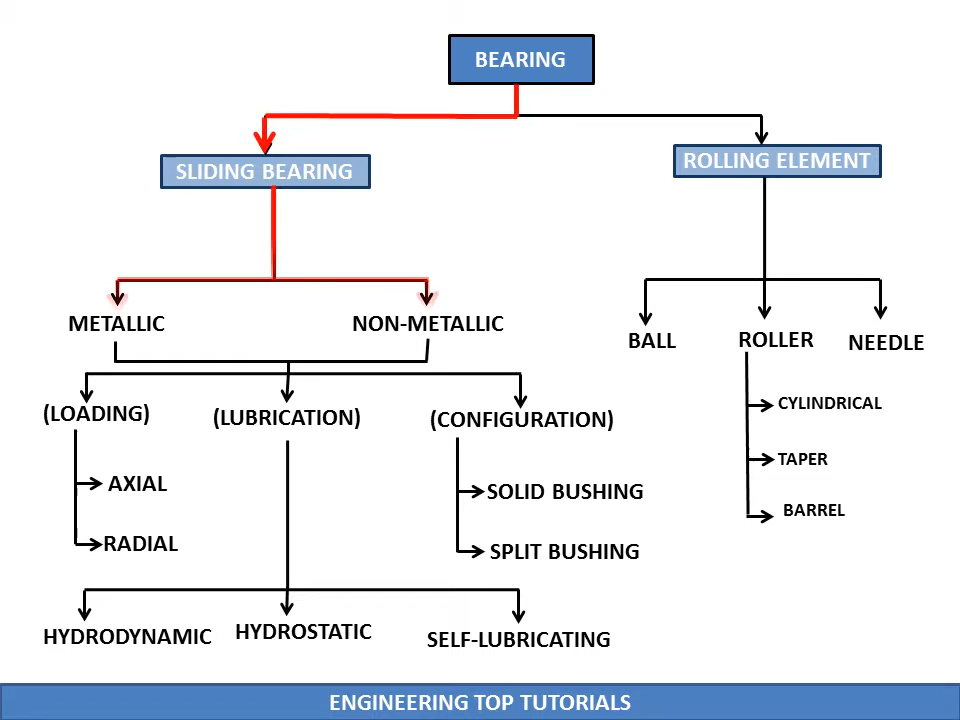 BEARING
SLIDING BEARING
ROLLING ELEMENT
METALLIC
NON-METALLIC
BALL
ROLLER
NEEDLE
(LOADING)
(LUBRICATION)
(CONFIGURATION)
CYLINDRICAL
TAPER
BARREL
AXIAL
RADIAL
SOLID BUSHING
SPLIT BUSHING
HYDRODYNAMIC
HYDROSTATIC
SELF-LUBRICATING
ENGINEERING TOP TUTORIALS